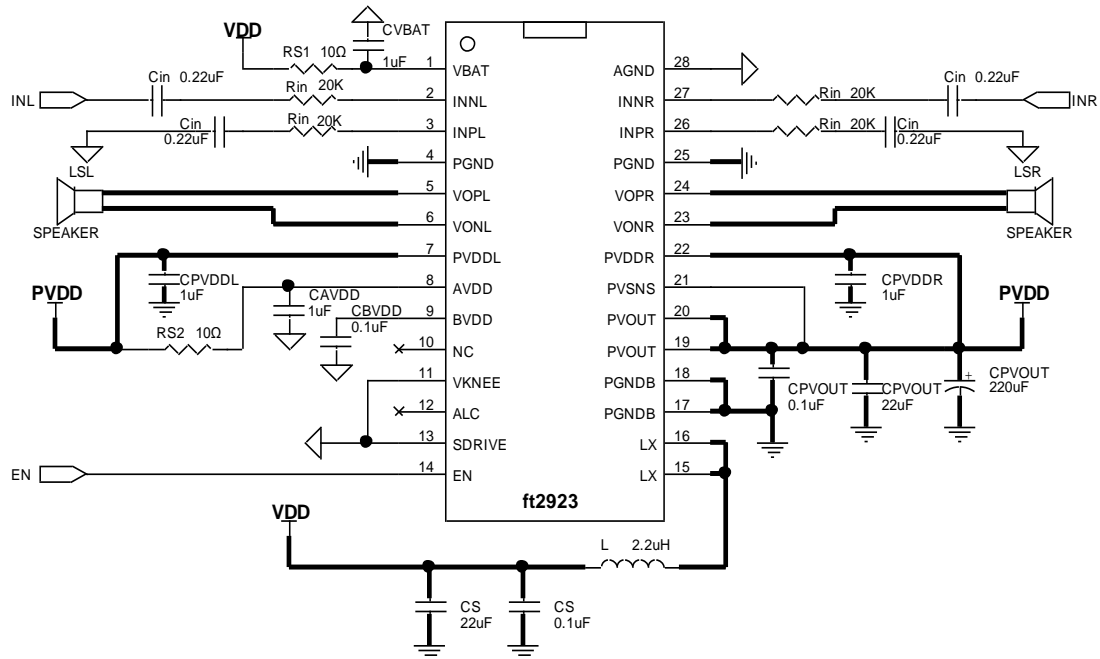 VDD
CVBAT
RS1 10Ω
1uF
1
VBAT
AGND
28
Cin 0.22uF
INL
Rin 20K
2
INNL
INNR
27
Rin 20K
Cin 0.22uF
INR
Cin
0.22uF
Rin 20K
3
INPL
INPR
26
Rin 20K
Cin
0.22uF
LSL
4
PGND
PGND
25
LSR
5
VOPL
VOPR
24
SPEAKER
6
VONL
VONR
23
SPEAKER
7
PVDDL
PVDDR
22
PVDD
CPVDDL
1uF
CAVDD
1uF
8
AVDD
PVSNS
21
CPVDDR
1uF
PVDD
RS2 10Ω
CBVDD
0.1uF
9
BVDD
PVOUT
20
10
NC
PVOUT
19
11
VKNEE
PGNDB
18
CPVOUT
0.1uF
CPVOUT
22uF
+
CPVOUT
220uF
12
ALC
PGNDB
17
13
SDRIVE
LX
16
EN
14
EN
LX
15
ft2923
VDD
L 2.2uH
CS
22uF
CS
0.1uF